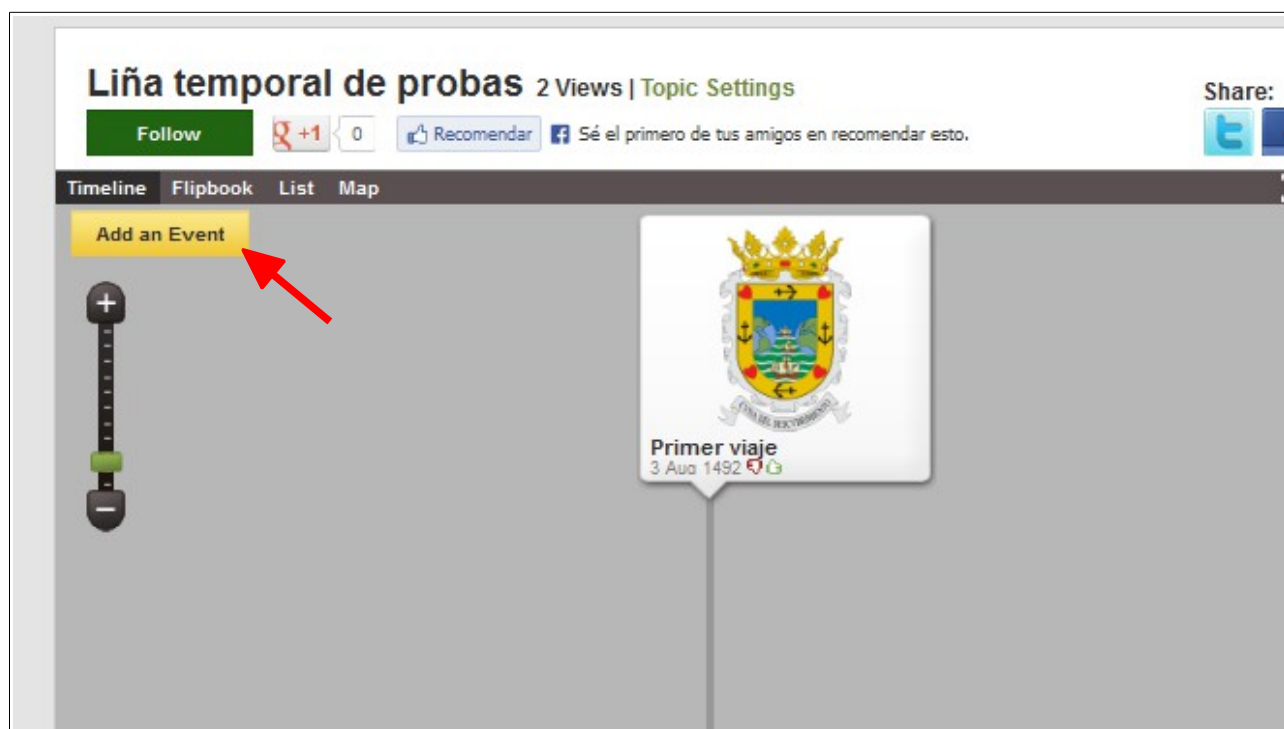 Liña temporal de probas 2 Views | Topic Settings
Share:
Follow
+1 0
Recomendar
Sé el primero de tus amigos en recomendar esto.
Timeline Flipbook List Map
Add an Event
Primer viaje
3 Aug 1492